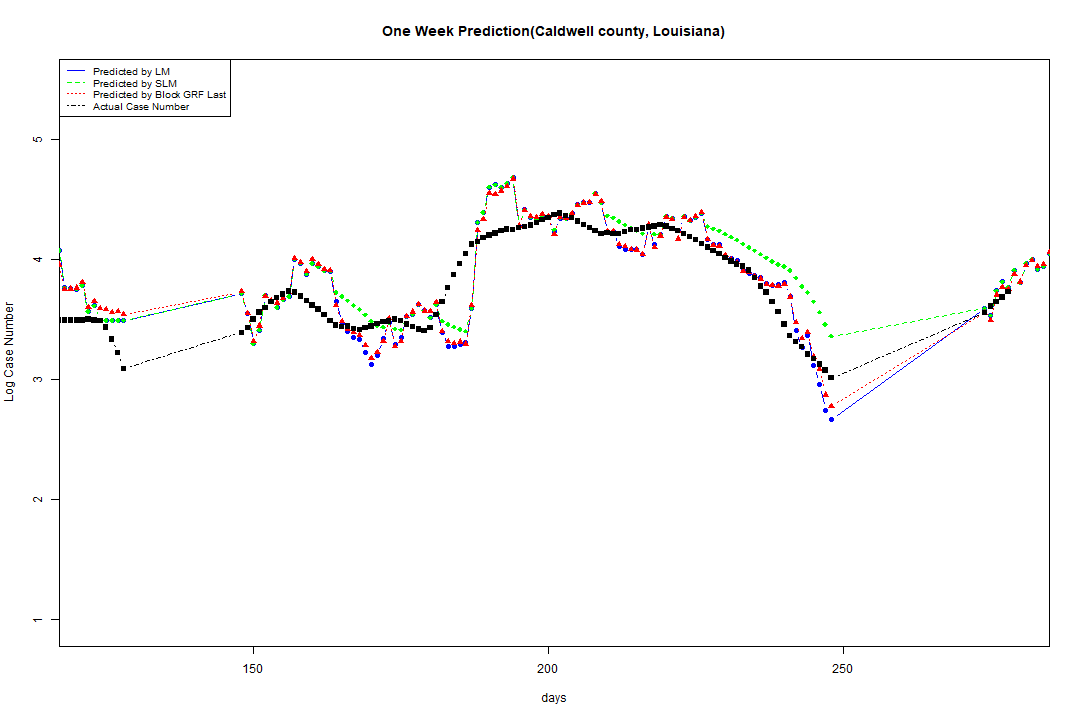 One Week Prediction(Caldwell county, Louisiana)
Predicted by LM
Predicted by SLM
Predicted by Block GRF Last
Actual Case Number
5
4
3
2
1
Log Case Number
150
200
250
days